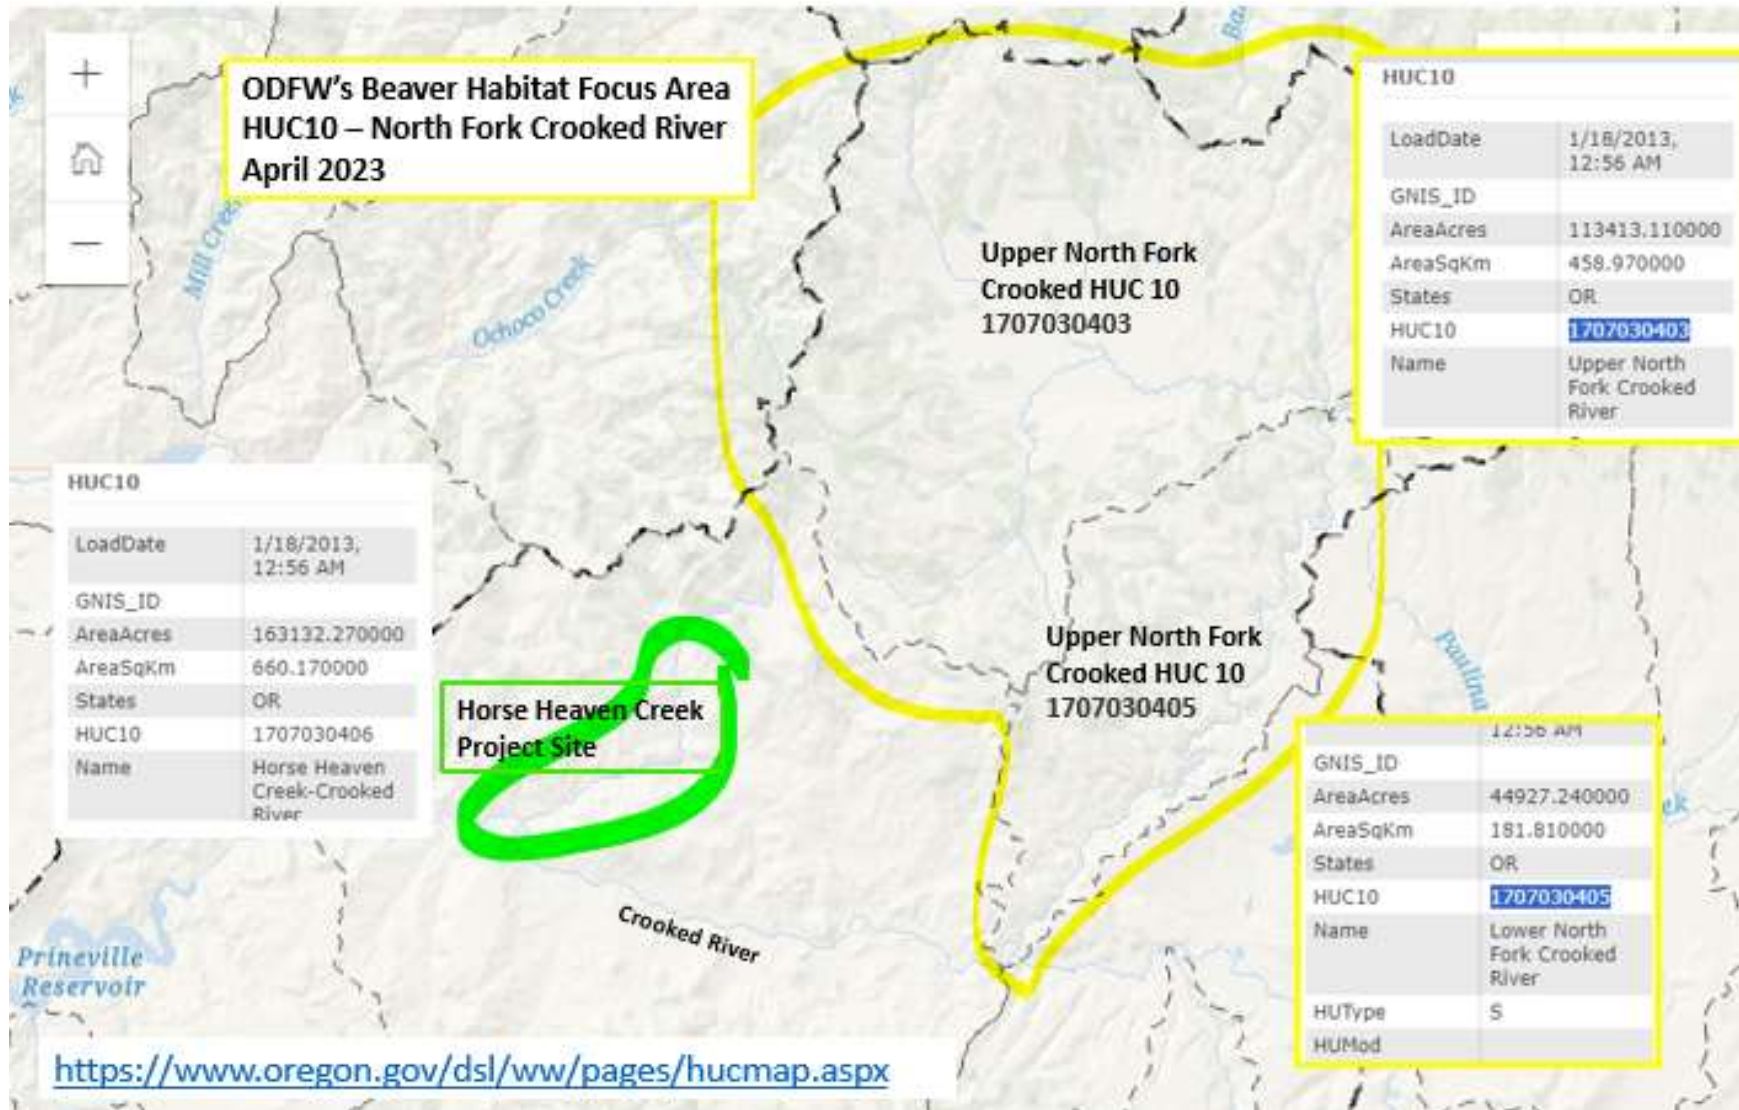 +
−
ODFW's Beaver Habitat Focus Area
HUC10 – North Fork Crooked River
April 2023
Mill Cree
Ochoco Creek
Ba
Upper North Fork
Crooked HUC 10
1707030403
HUC10
LoadDate 1/18/2013,
12:56 AM
GNIS_ID
AreaAcres 113413.110000
AreaSqKm 458.970000
States OR
HUC10 1707030403
Name Upper North
Fork Crooked
River
HUC10
LoadDate 1/18/2013,
12:56 AM
GNIS_ID
AreaAcres 163132.270000
AreaSqKm 660.170000
States OR
HUC10 1707030406
Name Horse Heaven
Creek-Crooked
River
Horse Heaven Creek
Project Site
Upper North Fork
Crooked HUC 10
1707030405
Paulina
12:56 AM
GNIS_ID
AreaAcres 44927.240000
AreaSqKm 181.810000
States OR
HUC10 1707030405
Name Lower North
Fork Crooked
River
HUType S
HUMod
ek
Crooked River
Prineville
Reservoir
https://www.oregon.gov/dsl/ww/pages/hucmap.aspx